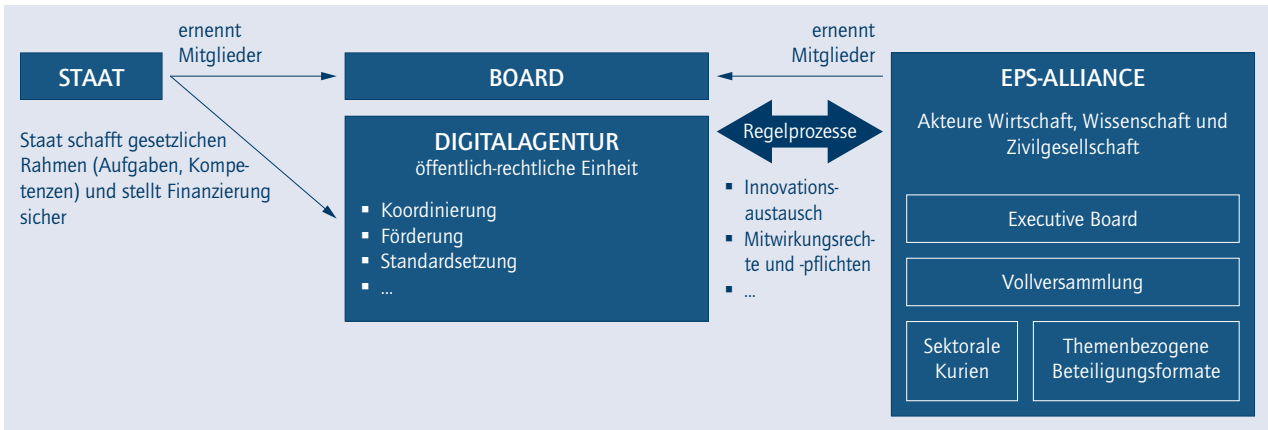 STAAT
ernennt
Mitglieder
Staat schafft gesetzlichen
Rahmen (Aufgaben, Kompe-
tenzen) und stellt Finanzierung
sicher
BOARD
DIGITALAGENTUR
öffentlich-rechtliche Einheit
▪ Koordinierung
▪ Förderung
▪ Standardsetzung
▪ ...
ernennt
Mitglieder
Regelprozesse
▪ Innovations-
austausch
▪ Mitwirkungsrech-
te und -pflichten
▪ ...
EPS-ALLIANCE
Akteure Wirtschaft, Wissenschaft und
Zivilgesellschaft
Executive Board
Vollversammlung
Sektorale
Kurien
Themenbezogene
Beteiligungsformate